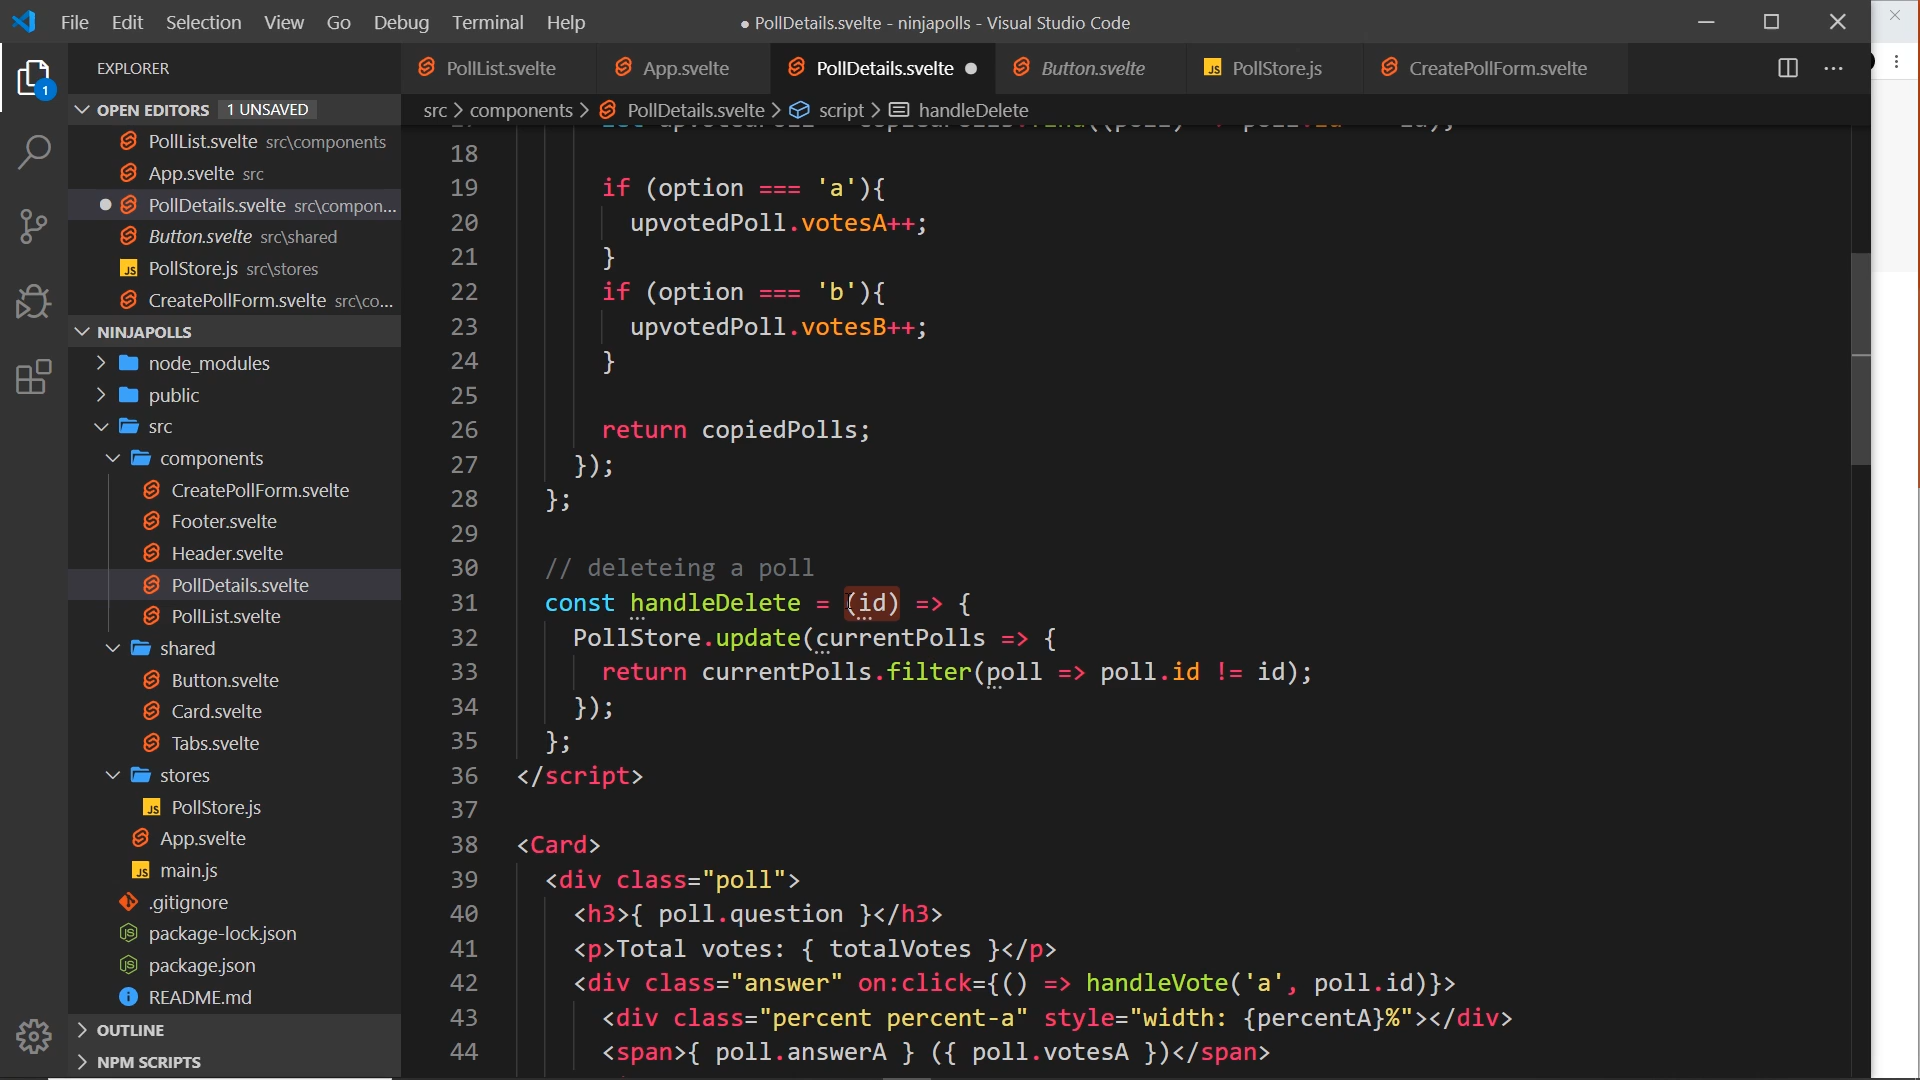 File Edit Selection View Go Debug Terminal Help
● PollDetails.svelte - ninjapolls - Visual Studio Code
EXPLORER
PollList.svelte
App.svelte
PollDetails.svelte
Button.svelte
PollStore.js
CreatePollForm.svelte
src > components > PollDetails.svelte > script > handleDelete
OPEN EDITORS 1 UNSAVED
PollList.svelte src\components
App.svelte src
PollDetails.svelte src\compon...
Button.svelte src\shared
PollStore.js src\stores
CreatePollForm.svelte src\co...
NINJAPOLLS
node_modules
public
src
components
CreatePollForm.svelte
Footer.svelte
Header.svelte
PollDetails.svelte
PollList.svelte
shared
Button.svelte
Card.svelte
Tabs.svelte
stores
JS PollStore.js
App.svelte
JS main.js
.gitignore
package-lock.json
package.json
README.md
OUTLINE
NPM SCRIPTS
1
18
19 if (option === 'a'){
20 upvotedPoll.votesA++;
21 }
22 if (option === 'b'){
23 upvotedPoll.votesB++;
24 }
25
26 return copiedPolls;
27 });
28 };
29
30 // deleteing a poll
31 const handleDelete = (id) => {
32 PollStore.update(currentPolls => {
33 return currentPolls.filter(poll => poll.id != id);
34 });
35 };
36 </script>
37
38 <Card>
39 <div class="poll">
40 <h3>{ poll.question }</h3>
41 <p>Total votes: { totalVotes }</p>
42 <div class="answer" on:click={() => handleVote('a', poll.id)}>
43 <div class="percent percent-a" style="width: {percentA}%"></div>
44 <span>{ poll.answerA } ({ poll.votesA })</span>